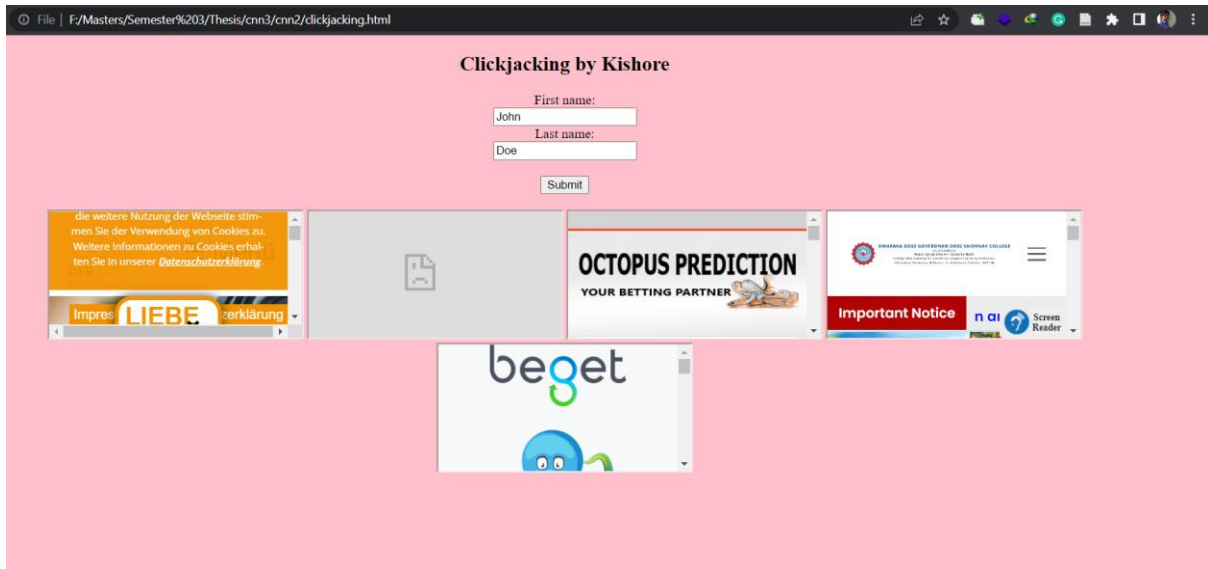 File | F:/Masters/Semester%203/Thesis/cnn3/cnn2/clickjacking.html
Clickjacking by Kishore
First name:
John
Last name:
Doe
Submit
die weitere Nutzung der Webseite stim-
men Sie der Verwendung von Cookies zu.
Weitere Informationen zu Cookies erhal-
ten Sie in unserer Datenschutzerklärung.
Impres
LIEBE
zerklärung
OCTOPUS PREDICTION
YOUR BETTING PARTNER
DWARAKA DOSS GOVERDHAN DOSS VAISHNAV COLLEGE
Important Notice
n ai
Screen
Reader
beget